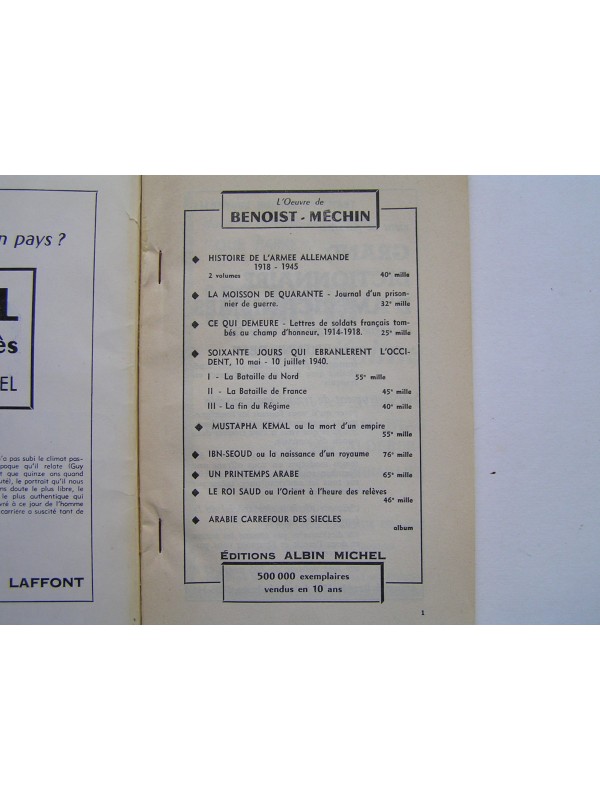 n pays ?
L
ès
EL
'a pas subi le climat pas-
poque qu'il relate (Guy
t que quinze ans quand
utél, le portrait qu'il nous
ns doute le plus libre, le
le plus authentique qui
vré à ce jour de l'homme
carrière a suscité tant de
LAFFONT
L'Oeuvre de
BENOIST - MÉCHIN
HISTOIRE DE L'ARMEE ALLEMANDE
1918 - 1945
2 volumes 40e mille
LA MOISSON DE QUARANTE - Journal d'un prison-
nier de guerre. 32e mille
CE QUI DEMEURE - Lettres de soldats français tom-
bés au champ d'honneur, 1914-1918. 25e mille
SOIXANTE JOURS QUI EBRANLERENT L'OCCI-
DENT, 10 mai - 10 juillet 1940.
I - La Bataille du Nord 55e mille
II - La Bataille de France 45e mille
III - La fin du Régime 40e mille
MUSTAPHA KEMAL ou la mort d'un empire
55e mille
IBN-SEOUD ou la naissance d'un royaume 76e mille
UN PRINTEMPS ARABE 65e mille
LE ROI SAUD ou l'Orient à l'heure des relèves
46e mille
ARABIE CARREFOUR DES SIECLES
album
ÉDITIONS ALBIN MICHEL
500 000 exemplaires
vendus en 10 ans
1